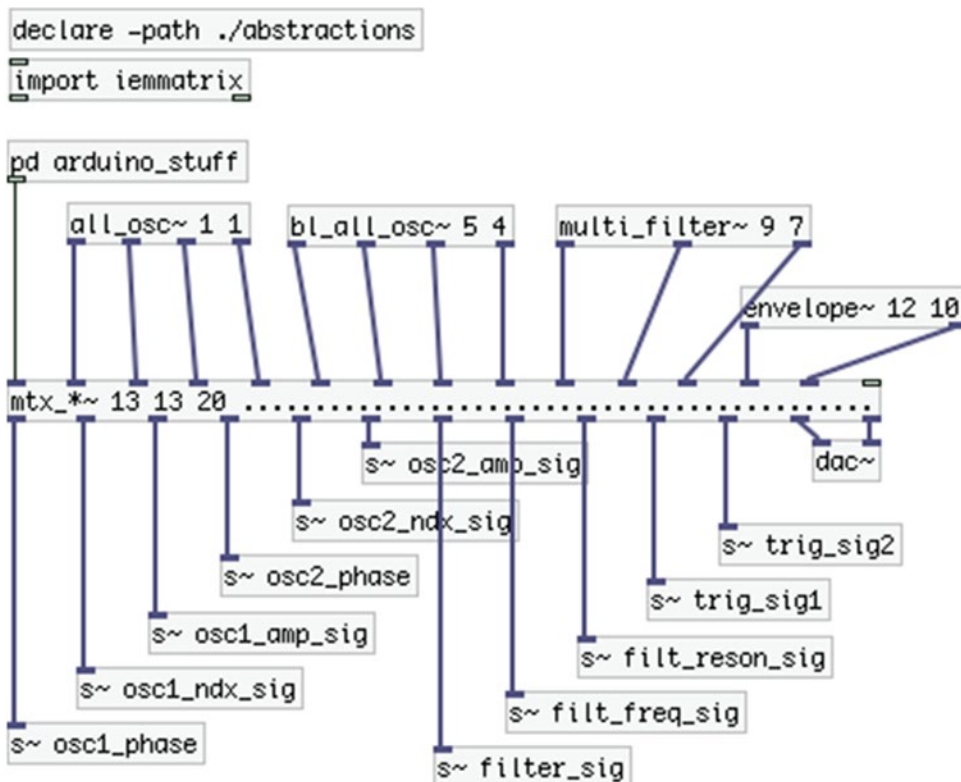 declare -path ./abstractions
import iemmatrix
pd arduino_stuff
all_osc~ 1 1
bl_all_osc~ 5 4
multi_filter~ 9 7
envelope~ 12 10
mtx_*~ 13 13 20 ........................................
s~ osc2_amp_sig
dac~
s~ osc2_ndx_sig
s~ trig_sig2
s~ osc2_phase
s~ trig_sig1
s~ osc1_amp_sig
s~ filt_reson_sig
s~ osc1_ndx_sig
s~ filt_freq_sig
s~ osc1_phase
s~ filter_sig